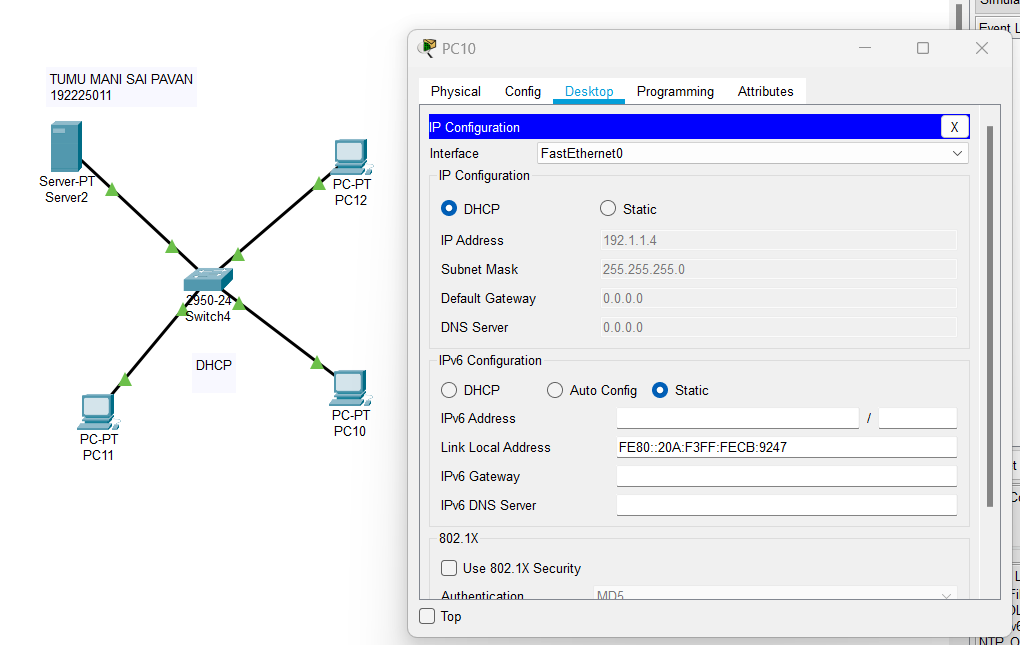 TUMU MANI SAI PAVAN
192225011
Server-PT
Server2
PC-PT
PC12
2950-24
Switch4
DHCP
PC-PT
PC11
PC-PT
PC10
PC10
Physical Config Desktop Programming Attributes
IP Configuration X
Interface FastEthernet0
IP Configuration
DHCP Static
IP Address 192.1.1.4
Subnet Mask 255.255.255.0
Default Gateway 0.0.0.0
DNS Server 0.0.0.0
IPv6 Configuration
DHCP Auto Config Static
IPv6 Address /
Link Local Address FE80::20A:F3FF:FECB:9247
IPv6 Gateway
IPv6 DNS Server
802.1X
Use 802.1X Security
Authentication MD5
Top
Event L
NTP, O